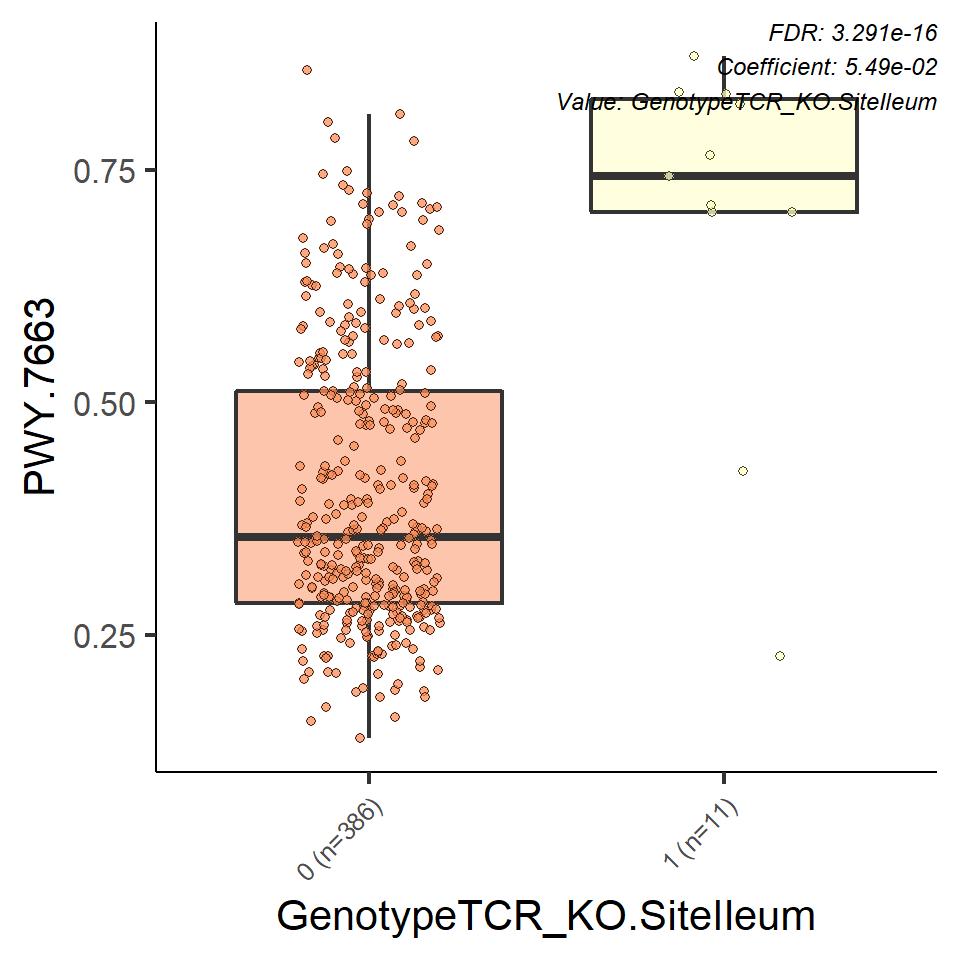 FDR: 3.291e-16
Coefficient: 5.49e-02
Value: GenotypeTCR_KO.SiteIleum
PWY.7663
0.75
0.50
0.25
0 (n=386)
1 (n=11)
GenotypeTCR_KO.SiteIleum